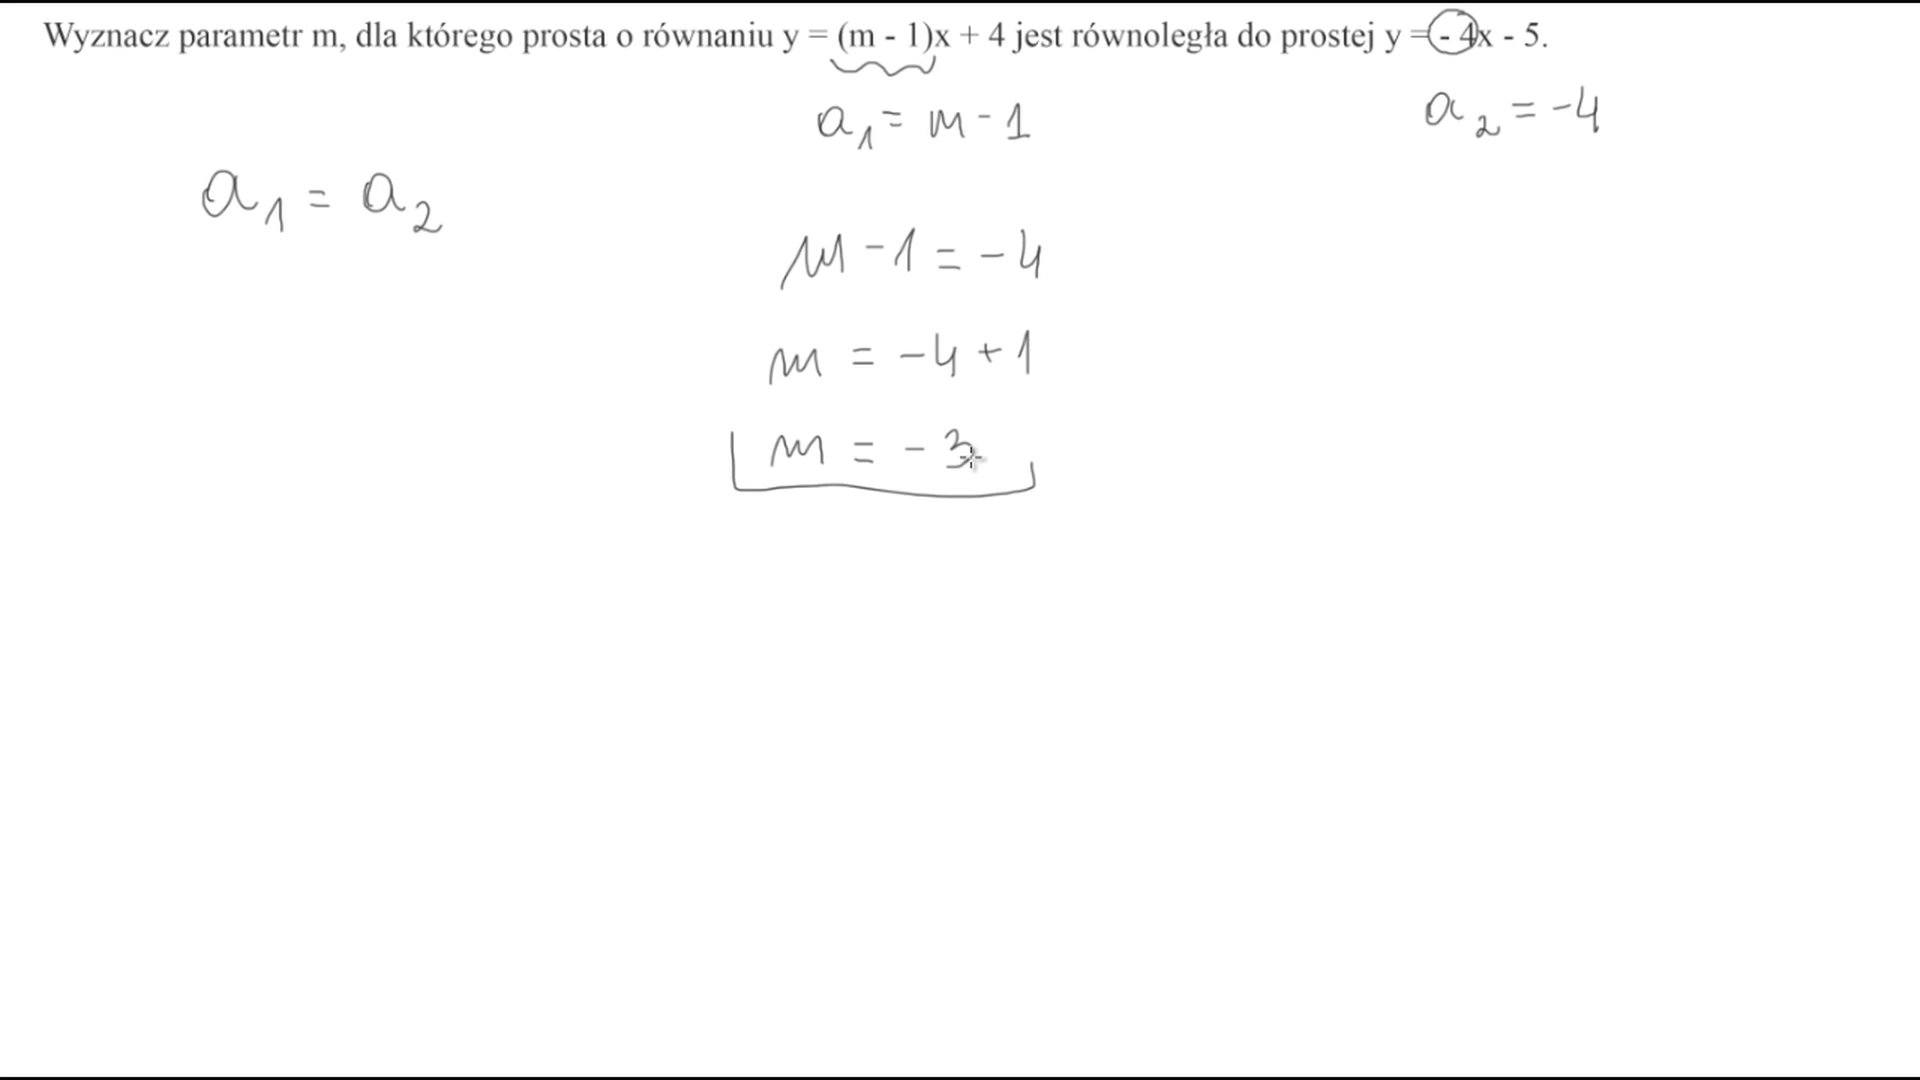 Wyznacz parametr m, dla którego prosta o równaniu y = (m - 1)x + 4 jest równoległa do prostej y = - 4x - 5.
a₁ = m - 1
a₂ = -4
a₁ = a₂
m - 1 = - 4
m = -4 + 1
m = - 3